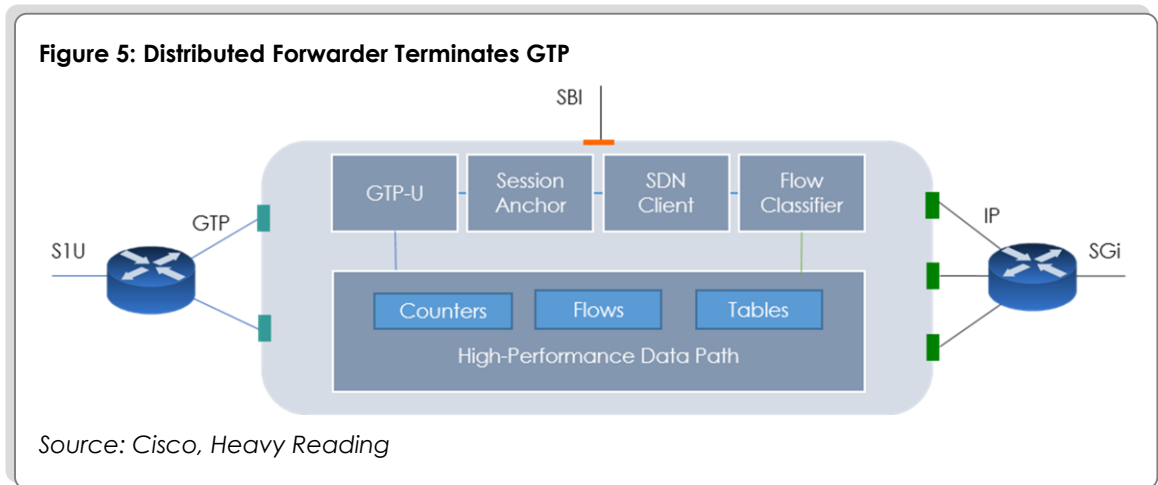 Figure 5: Distributed Forwarder Terminates GTP
SBI
GTP-U
Session
Anchor
SDN
Client
Flow
Classifier
GTP
S1U
IP
SGi
Counters
Flows
Tables
High-Performance Data Path
Source: Cisco, Heavy Reading